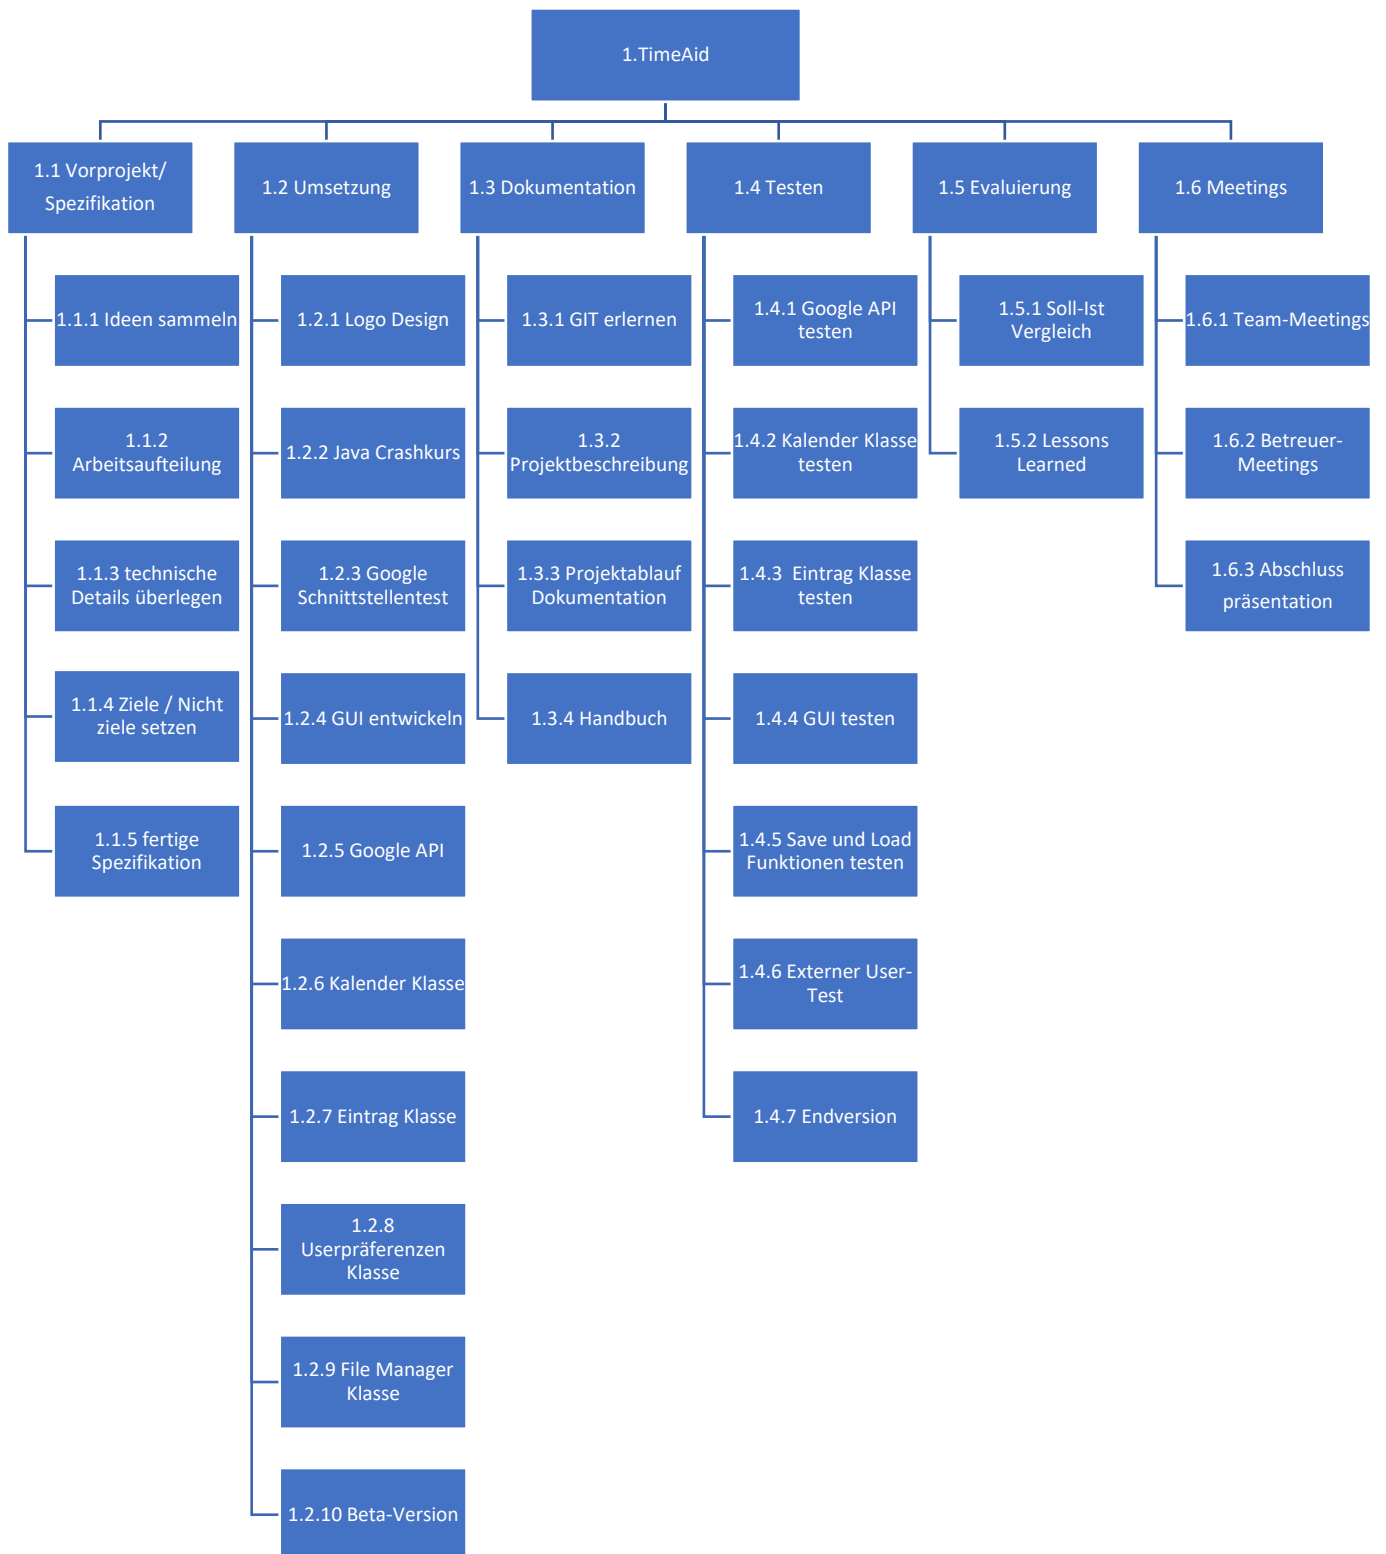 1.TimeAid
1.1 Vorprojekt/
Spezifikation
1.1.1 Ideen sammeln
1.1.2
Arbeitsaufteilung
1.1.3 technische
Details überlegen
1.1.4 Ziele / Nicht
ziele setzen
1.1.5 fertige
Spezifikation
1.2 Umsetzung
1.2.1 Logo Design
1.2.2 Java Crashkurs
1.2.3 Google
Schnittstellentest
1.2.4 GUI entwickeln
1.2.5 Google API
1.2.6 Kalender Klasse
1.2.7 Eintrag Klasse
1.2.8
Userpräferenzen
Klasse
1.2.9 File Manager
Klasse
1.2.10 Beta-Version
1.3 Dokumentation
1.3.1 GIT erlernen
1.3.2
Projektbeschreibung
1.3.3 Projektablauf
Dokumentation
1.3.4 Handbuch
1.4 Testen
1.4.1 Google API
testen
1.4.2 Kalender Klasse
testen
1.4.3  Eintrag Klasse
testen
1.4.4 GUI testen
1.4.5 Save und Load
Funktionen testen
1.4.6 Externer User-
Test
1.4.7 Endversion
1.5 Evaluierung
1.5.1 Soll-Ist
Vergleich
1.5.2 Lessons
Learned
1.6 Meetings
1.6.1 Team-Meetings
1.6.2 Betreuer-
Meetings
1.6.3 Abschluss
präsentation